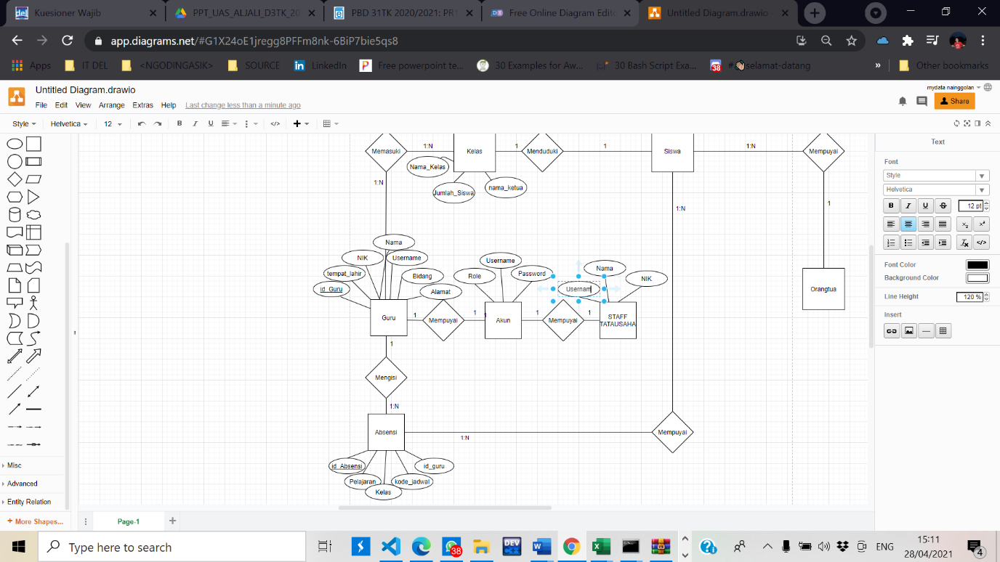 Kuesioner Wajib
PPT_UAS_ALJALI_D3TK_20
PBD 31TK 2020/2021: PR1
Free Online Diagram Edito
Untitled Diagram.drawio
app.diagrams.net/#G1X24oE1jregg8PFFm8nk-6BiP7bie5qs8
Apps
IT DEL
<NGODINGASIK>
SOURCE
LinkedIn
Free powerpoint te...
30 Examples for Aw...
30 Bash Script Exa...
38
selamat-datang
»
Other bookmarks
Untitled Diagram.drawio
mydata nainggolan
File Edit View Arrange Extras Help Last change less than a minute ago
Share
Style
Helvetica
12
B I U
</>
Text
Memasuki
1:N
Kelas
1
Menduduki
1
Siswa
1:N
Mempuyai
Nama_Kelas
1:N
Jumlah_Siswa
nama_ketua
1:N
1
Nama
NIK
Username
Username
tempat_lahir
Bidang
Role
Password
Nama
NIK
id_Guru
Alamat
Usernam
Orangtua
Guru
1
Mempuyai
1
1
Akun
1
Mempuyai
1
STAFF
TATAUSAHA
1
Mengisi
1:N
Absensi
1:N
Mempuyai
id_Absensi
id_guru
Pelajaran
kode_jadwal
Kelas
Font
Style
Helvetica
B I U S
12 pt
Font Color
Background Color
Line Height
120 %
Insert
Misc
Advanced
Entity Relation
+ More Shapes...
Page-1
Type here to search
38
DEV
C++
ENG
15:11
28/04/2021
4